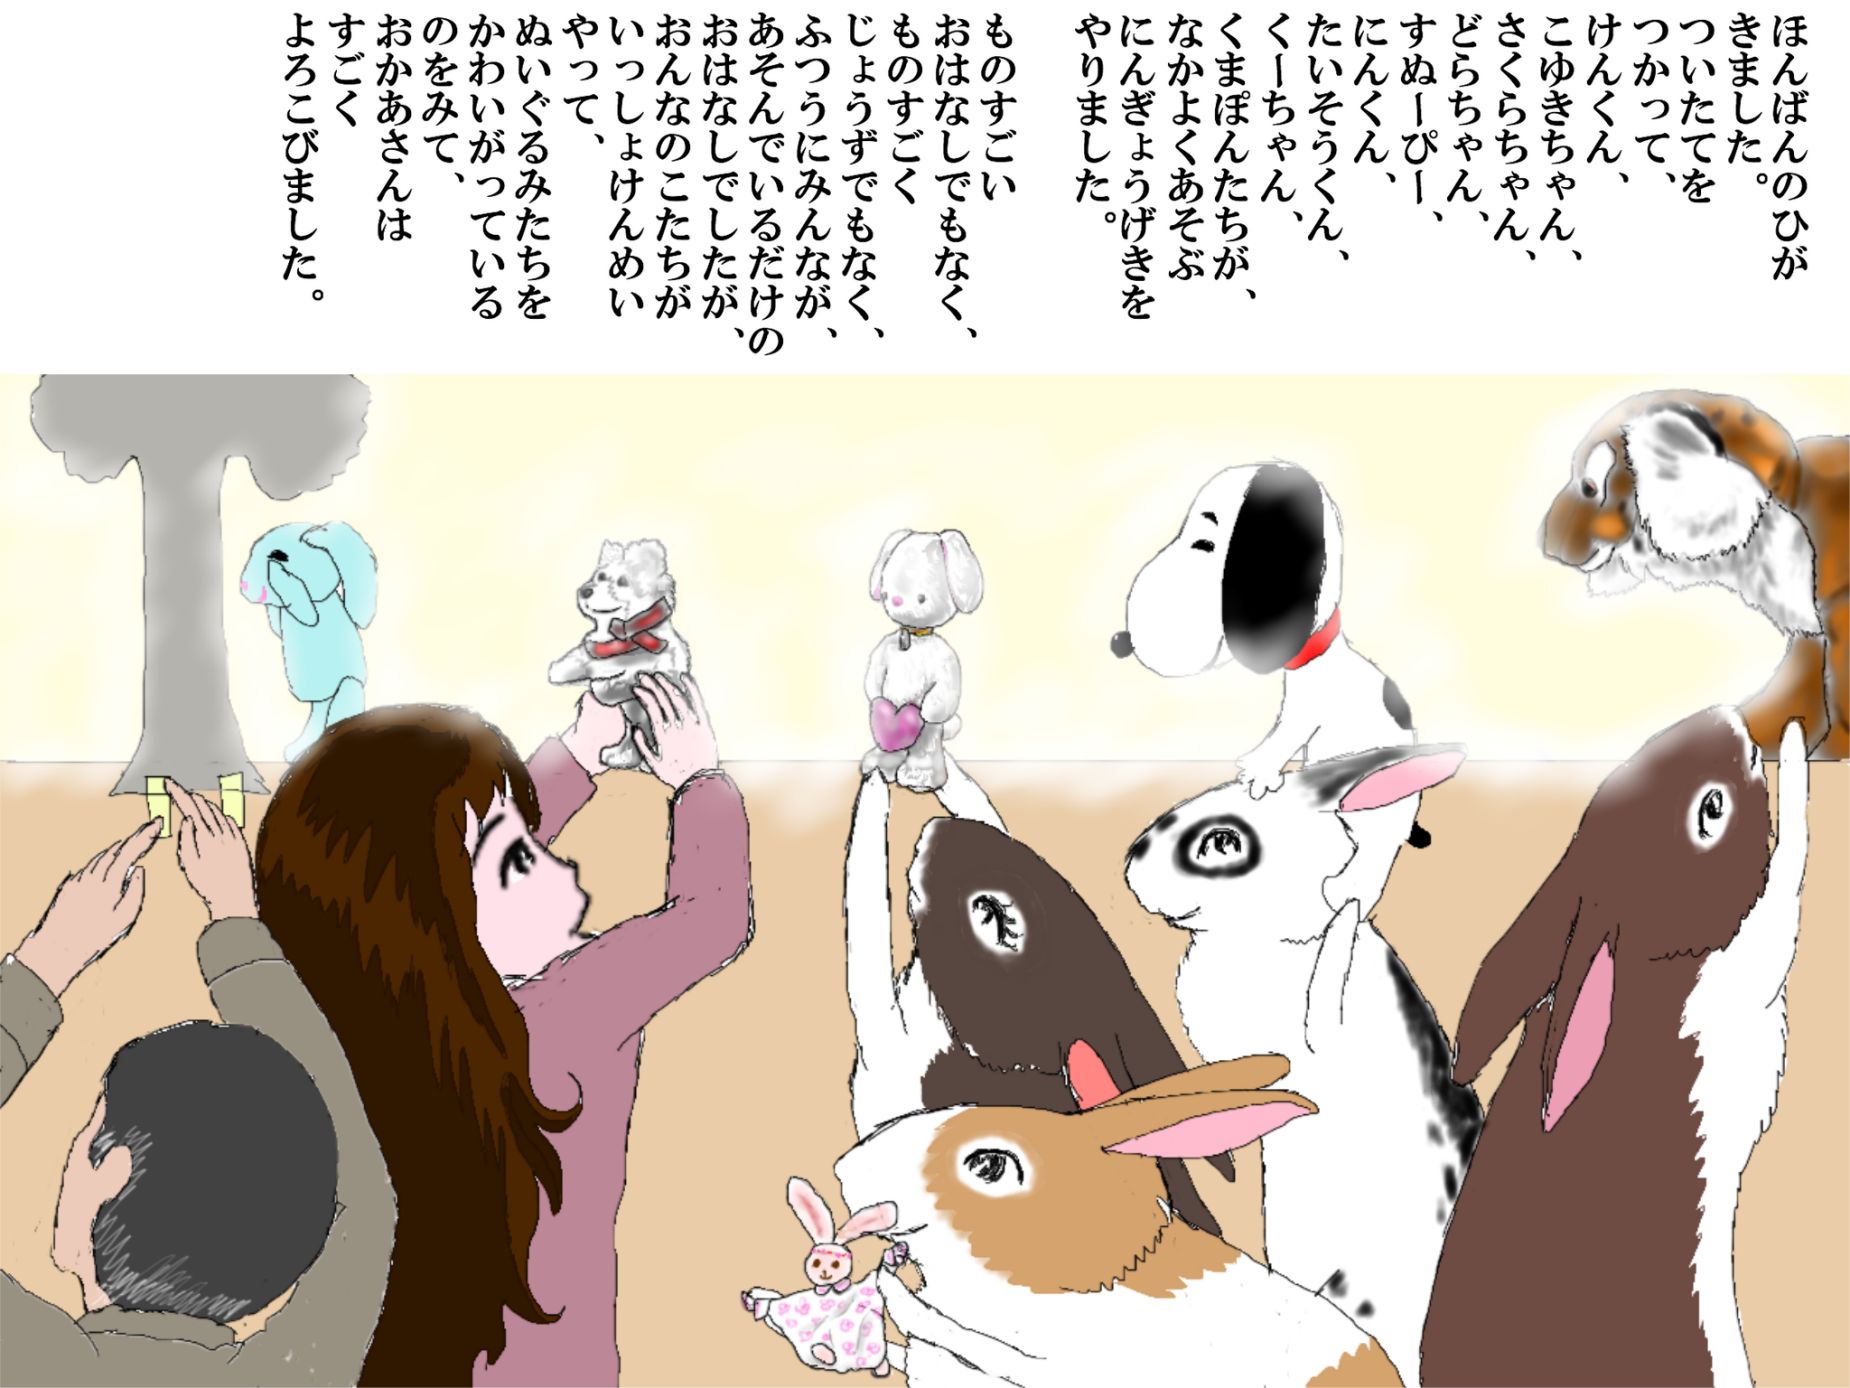 ほんばんのひが
きました。
ついたてを
つかって、
けんくん、
こゆきちゃん、
さくらちゃん、
どらちゃん、
すぬーぴー、
にんくん、
たいそうくん、
くーちゃん、
くまぽんたちが、
なかよくあそぶ
にんぎょうげきを
やりました。
ものすごい
おはなしでもなく、
ものすごく
じょうずでもなく、
ふつうにみんなが、
あそんでいるだけの
おはなしでしたが、
おんなのこたちが
いっしょけんめい
やって、
ぬいぐるみたちを
かわいがっている
のをみて、
おかあさんは
すごく
よろこびました。